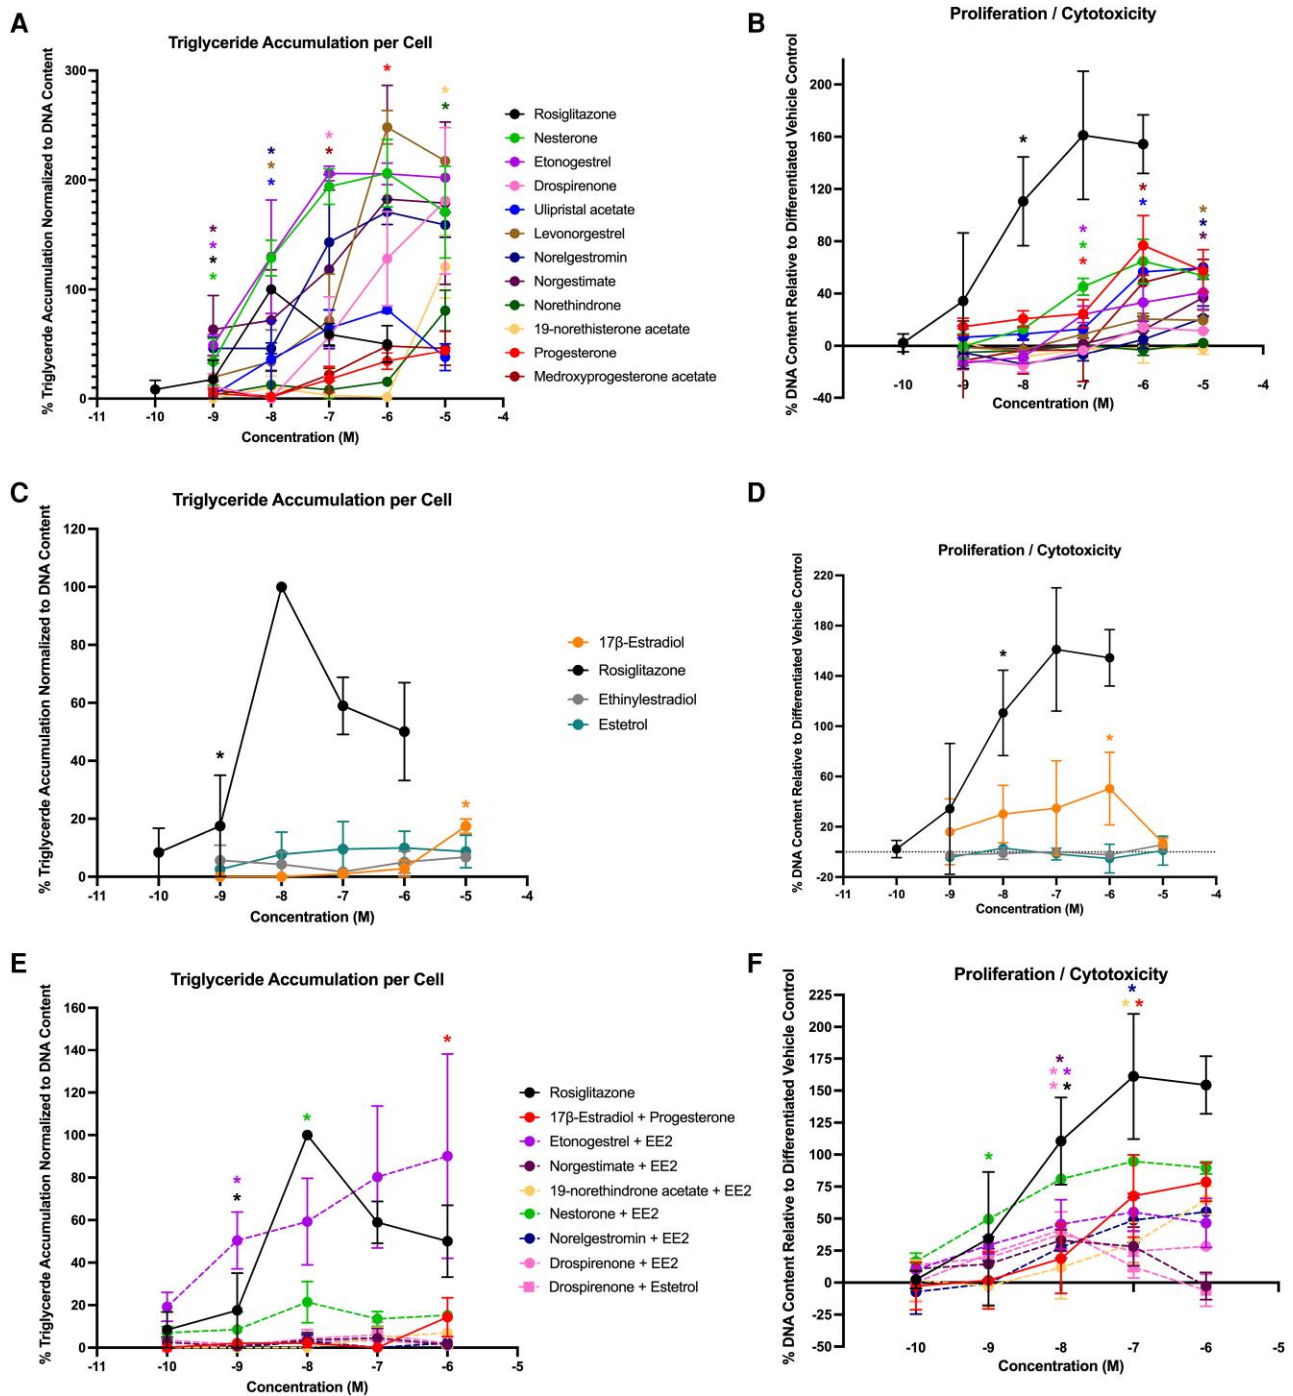 A
Triglyceride Accumulation per Cell
% Triglyceride Accumulation Normalized to DNA Content
300
200
100
0
-11 -10 -9 -8 -7 -6 -5 -4
Concentration (M)
* * * * * * * * * * * *
Rosiglitazone
Nesterone
Etonogestrel
Drospirenone
Ulipristal acetate
Levonorgestrel
Norelgestromin
Norgestimate
Norethindrone
19-norethisterone acetate
Progesterone
Medroxyprogesterone acetate
B
Proliferation / Cytotoxicity
% DNA Content Relative to Differentiated Vehicle Control
200
160
120
80
40
0
-40
-10 -9 -8 -7 -6 -5 -4
Concentration (M)
* * * * * * * * *
C
Triglyceride Accumulation per Cell
% Triglyceride Accumulation Normalized to DNA Content
120
100
80
60
40
20
0
-11 -10 -9 -8 -7 -6 -5 -4
Concentration (M)
* *
17β-Estradiol
Rosiglitazone
Ethinylestradiol
Estetrol
D
Proliferation / Cytotoxicity
% DNA Content Relative to Differentiated Vehicle Control
220
180
140
100
60
20
-20
-11 -10 -9 -8 -7 -6 -5 -4
Concentration (M)
* *
E
Triglyceride Accumulation per Cell
% Triglyceride Accumulation Normalized to DNA Content
160
140
120
100
80
60
40
20
0
-11 -10 -9 -8 -7 -6 -5
Concentration (M)
* * * *
Rosiglitazone
17β-Estradiol + Progesterone
Etonogestrel + EE2
Norgestimate + EE2
19-norethindrone acetate + EE2
Nestorone + EE2
Norelgestromin + EE2
Drospirenone + EE2
Drospirenone + Estetrol
F
Proliferation / Cytotoxicity
% DNA Content Relative to Differentiated Vehicle Control
225
200
175
150
125
100
75
50
25
0
-25
-50
-10 -9 -8 -7 -6 -5
Concentration (M)
* * * * * * * * *